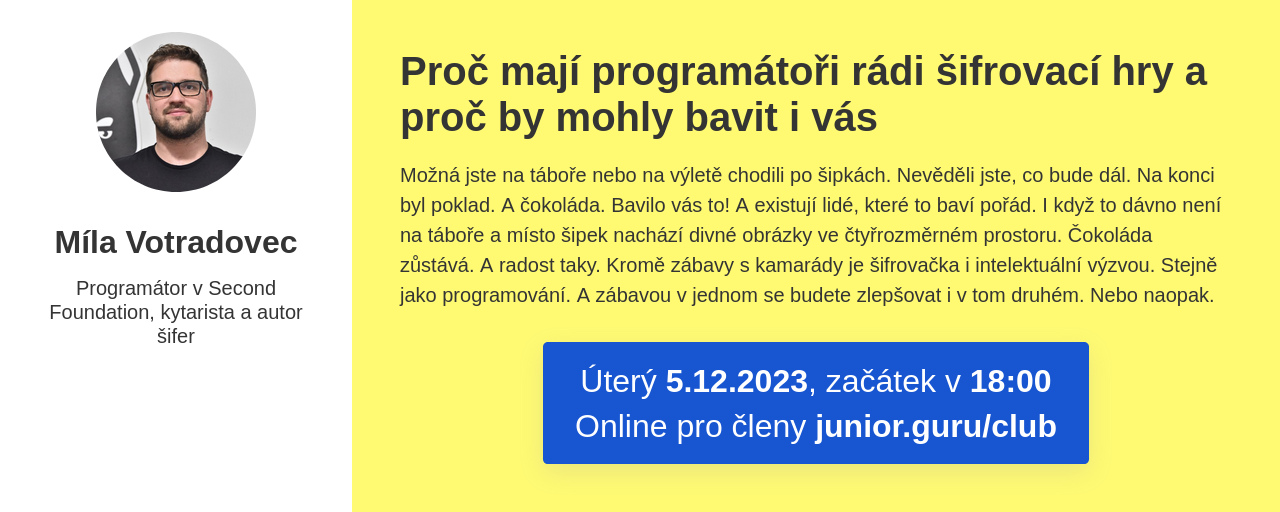 Míla Votradovec
Programátor v Second
Foundation, kytarista a autor
šifer
Proč mají programátoři rádi šifrovací hry a
proč by mohly bavit i vás
Možná jste na táboře nebo na výletě chodili po šipkách. Nevěděli jste, co bude dál. Na konci
byl poklad. A čokoláda. Bavilo vás to! A existují lidé, které to baví pořád. I když to dávno není
na táboře a místo šipek nachází divné obrázky ve čtyřrozměrném prostoru. Čokoláda
zůstává. A radost taky. Kromě zábavy s kamarády je šifrovačka i intelektuální výzvou. Stejně
jako programování. A zábavou v jednom se budete zlepšovat i v tom druhém. Nebo naopak.
Úterý 5.12.2023, začátek v 18:00
Online pro členy junior.guru/club